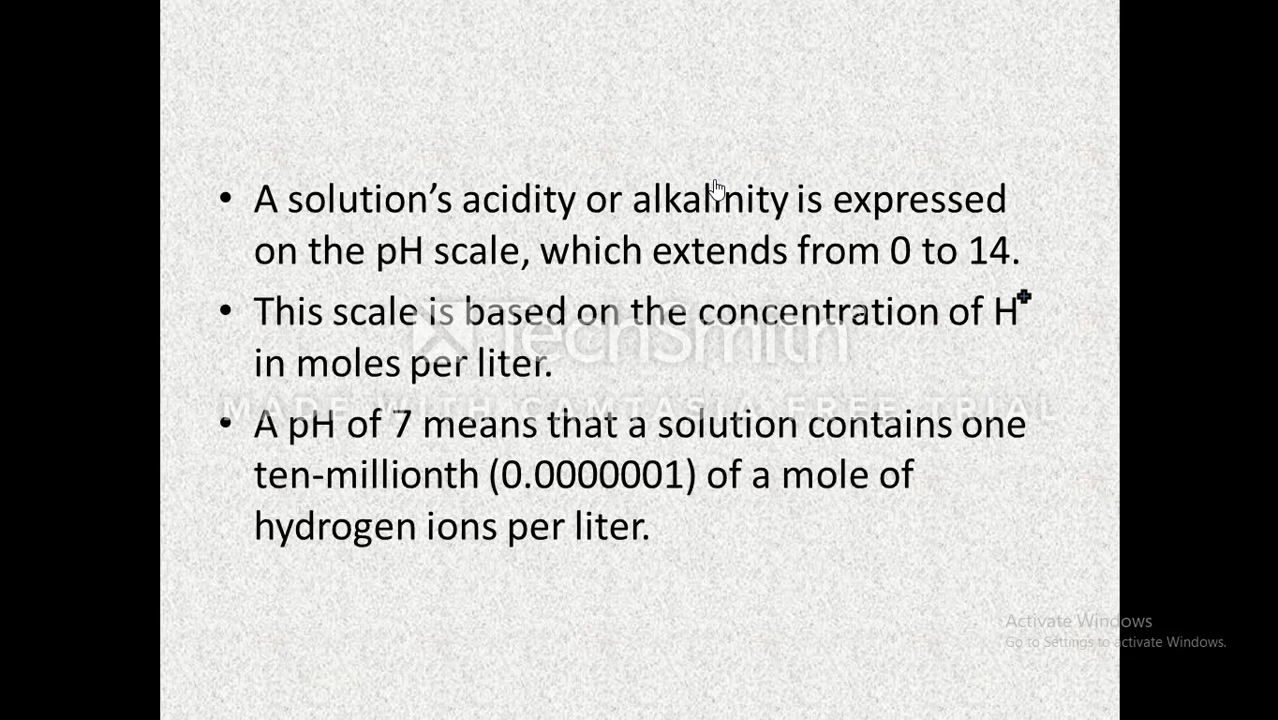 • A solution’s acidity or alkalinity is expressed
on the pH scale, which extends from 0 to 14.
• This scale is based on the concentration of H+
in moles per liter.
TechSmith
MADE WITH CAMTASIA FREE TRIAL
• A pH of 7 means that a solution contains one
ten-millionth (0.0000001) of a mole of
hydrogen ions per liter.
Activate Windows
Go to Settings to activate Windows.